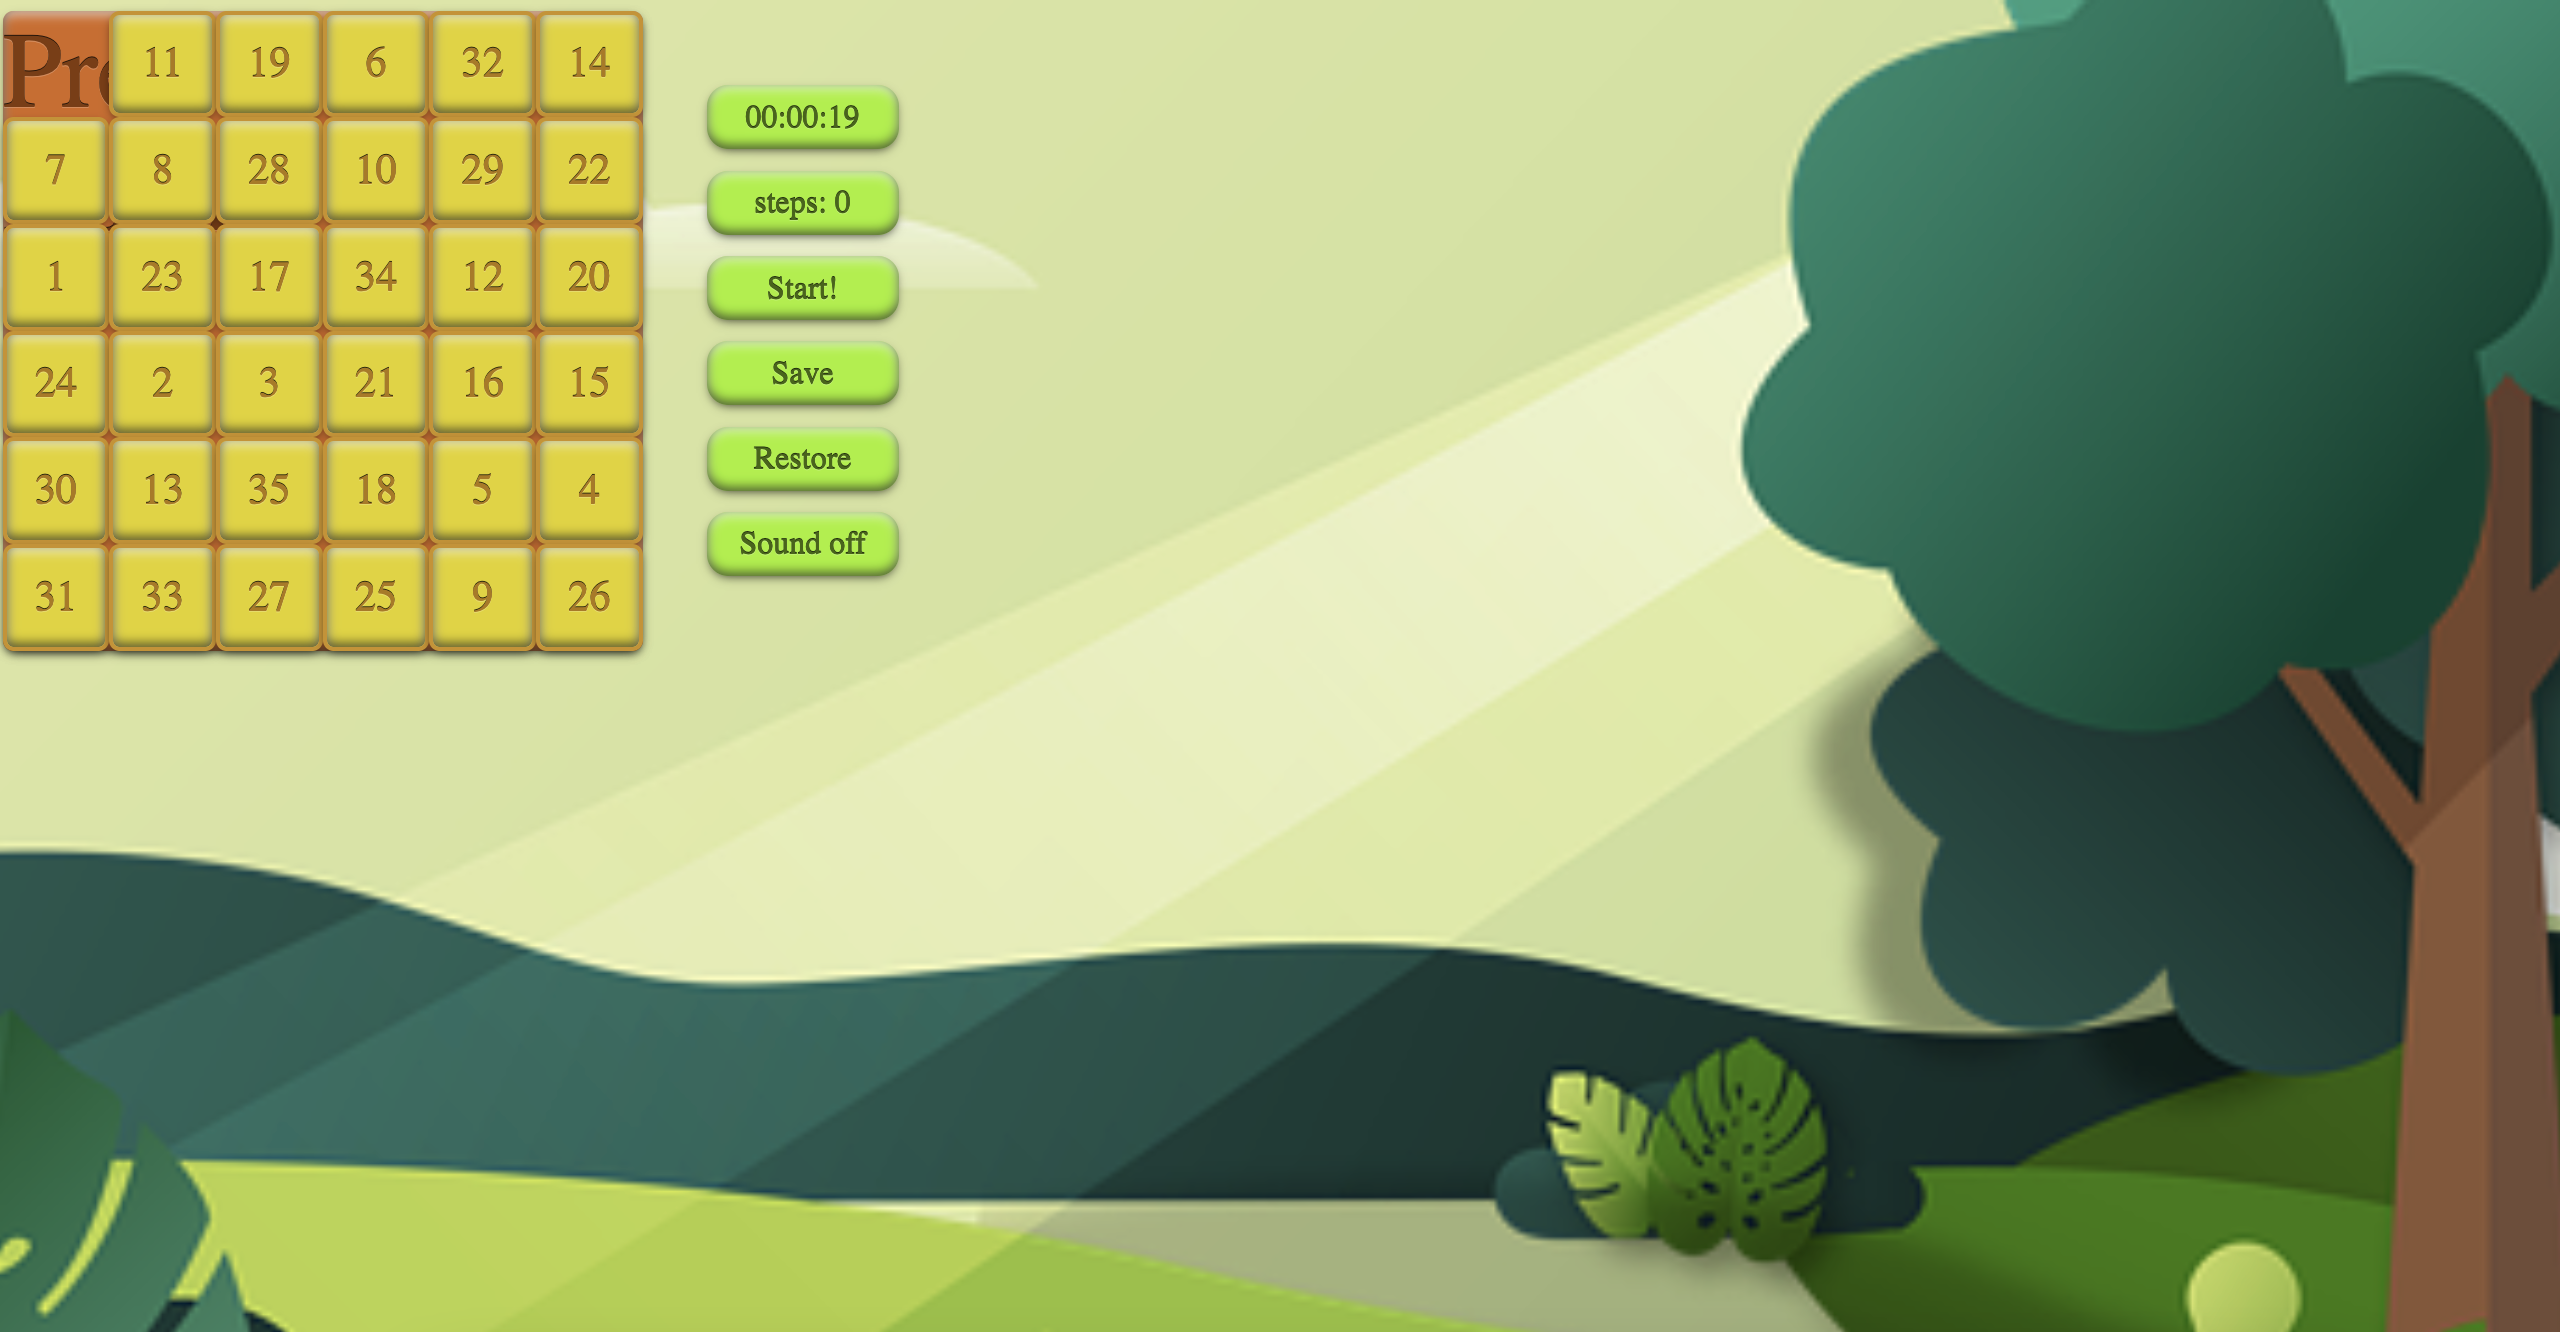 11 19 6 32 14
7 8 28 10 29 22
1 23 17 34 12 20
24 2 3 21 16 15
30 13 35 18 5 4
31 33 27 25 9 26
00:00:19
steps: 0
Start!
Save
Restore
Sound off